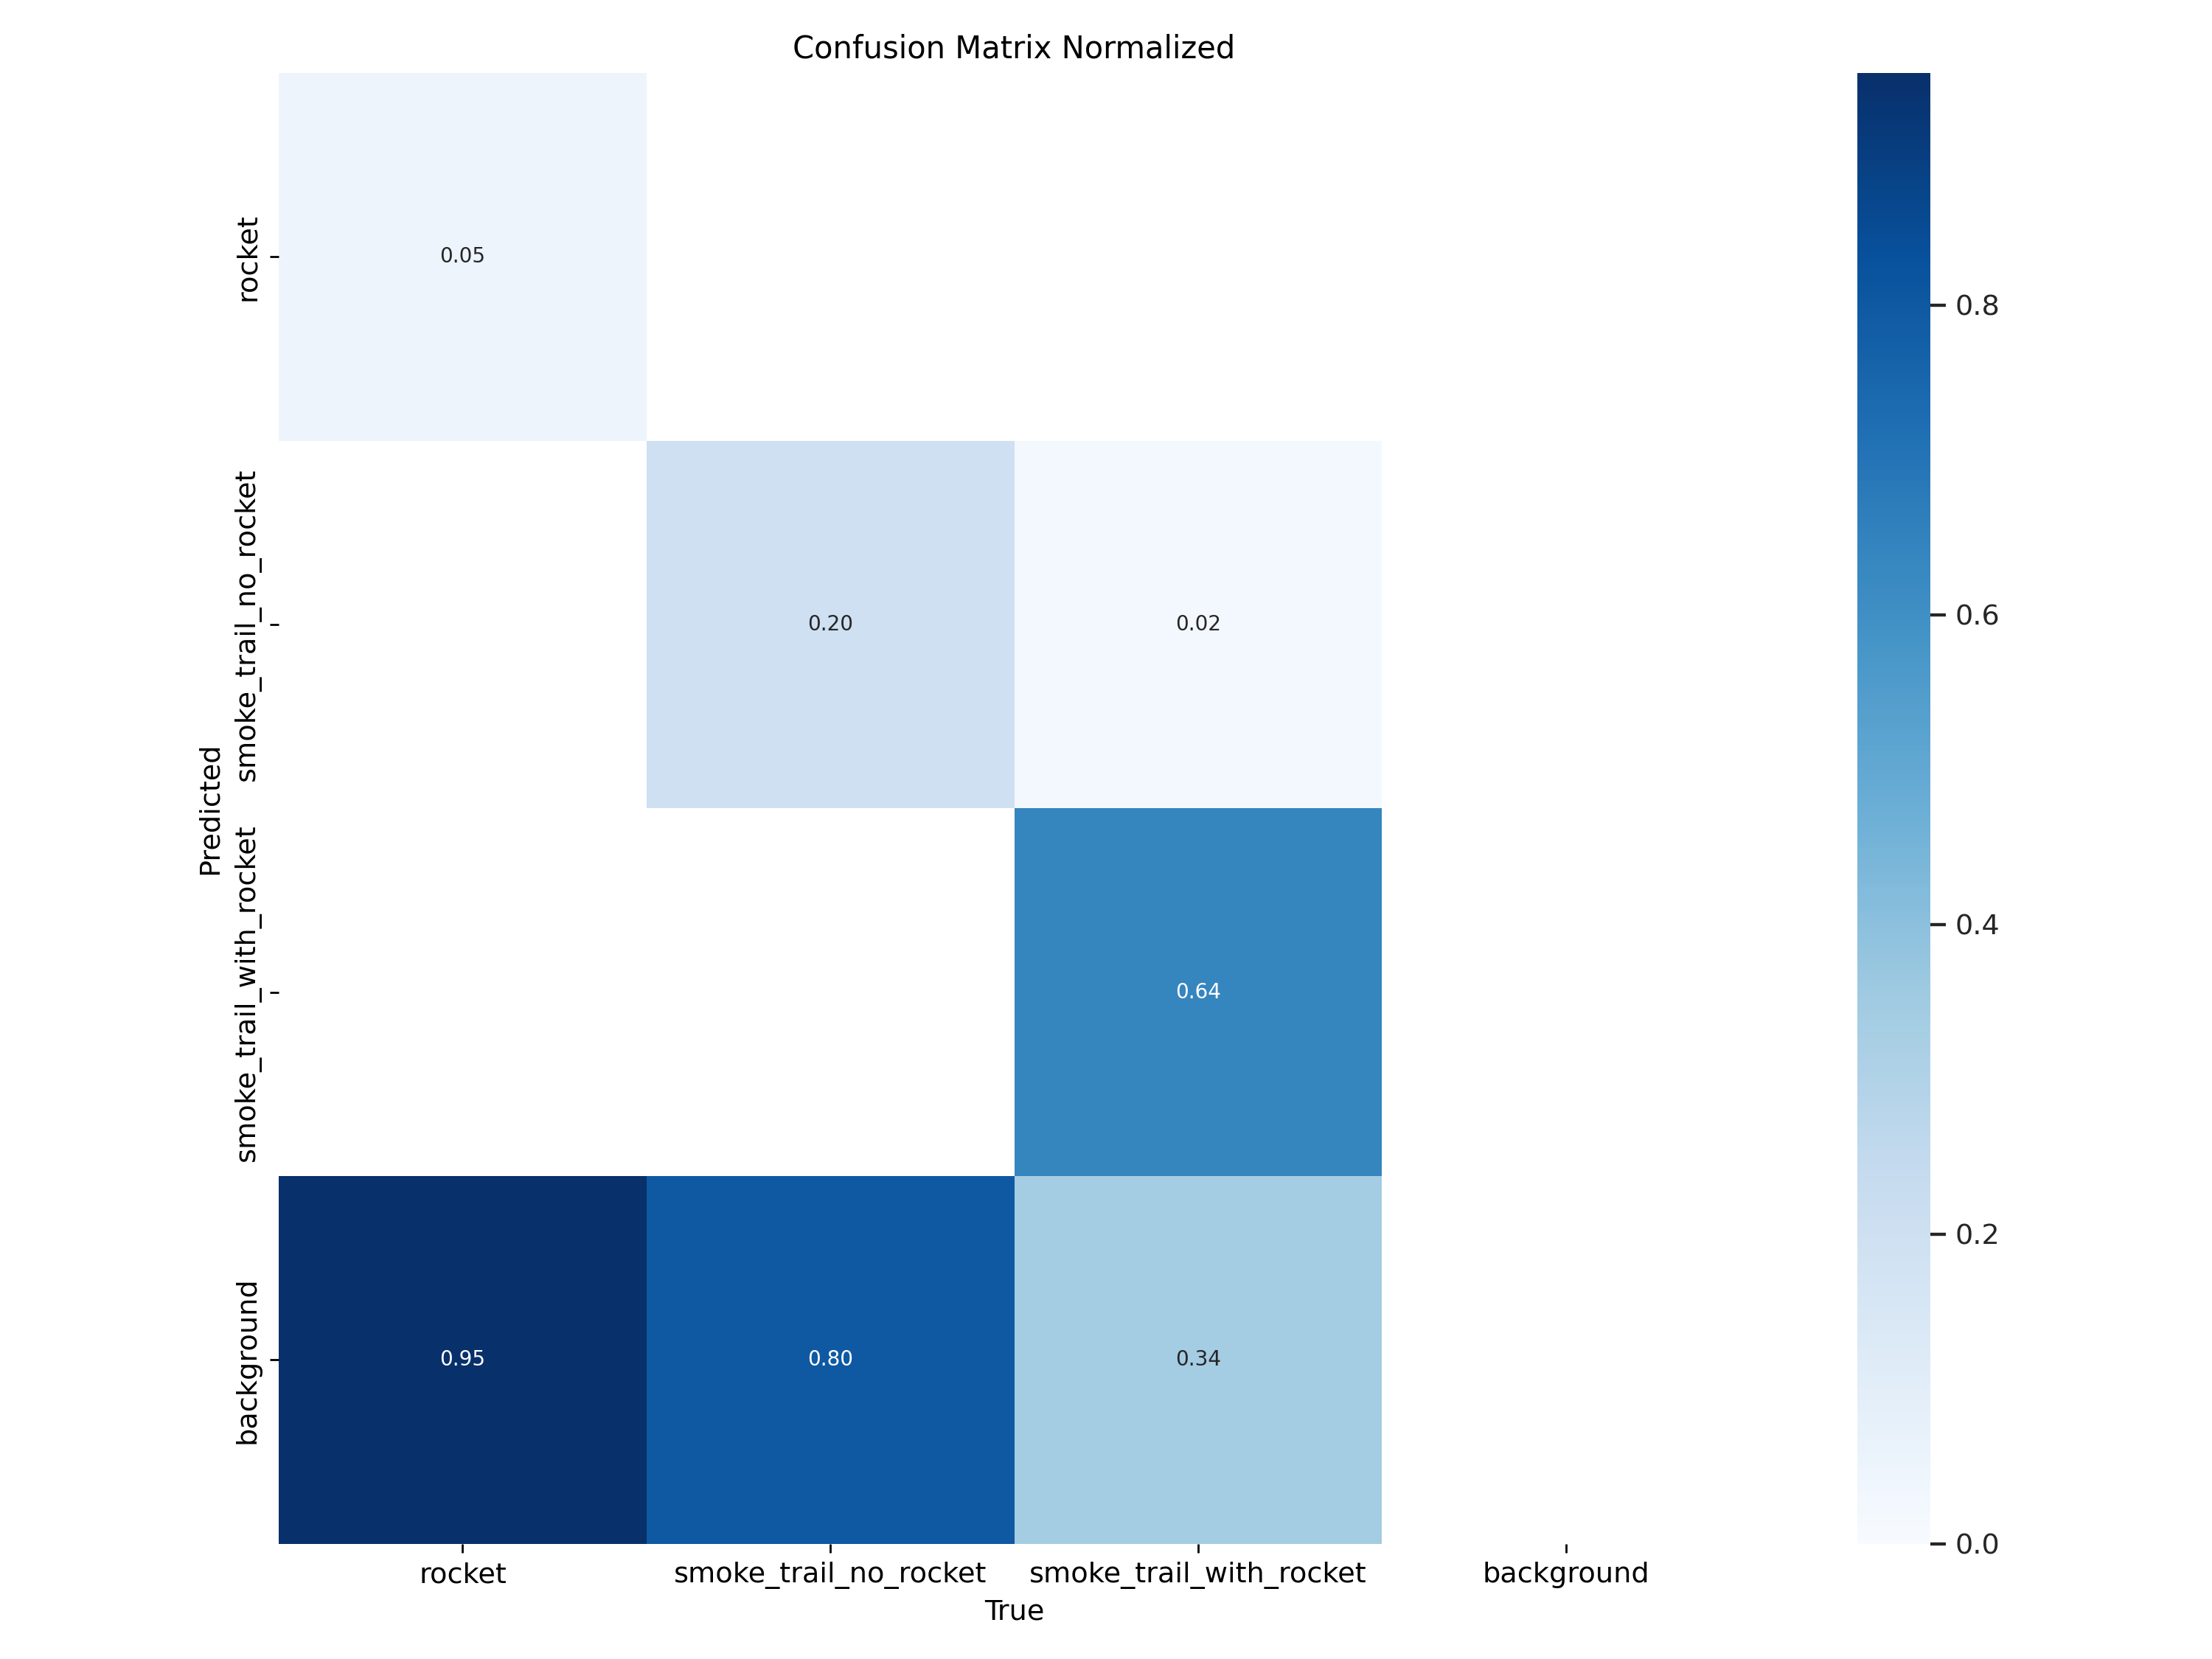 Confusion Matrix Normalized
Predicted
rocket
smoke_trail_no_rocket
smoke_trail_with_rocket
background
0.05
0.20
0.02
0.64
0.95
0.80
0.34
rocket
smoke_trail_no_rocket
smoke_trail_with_rocket
background
True
0.8
0.6
0.4
0.2
0.0